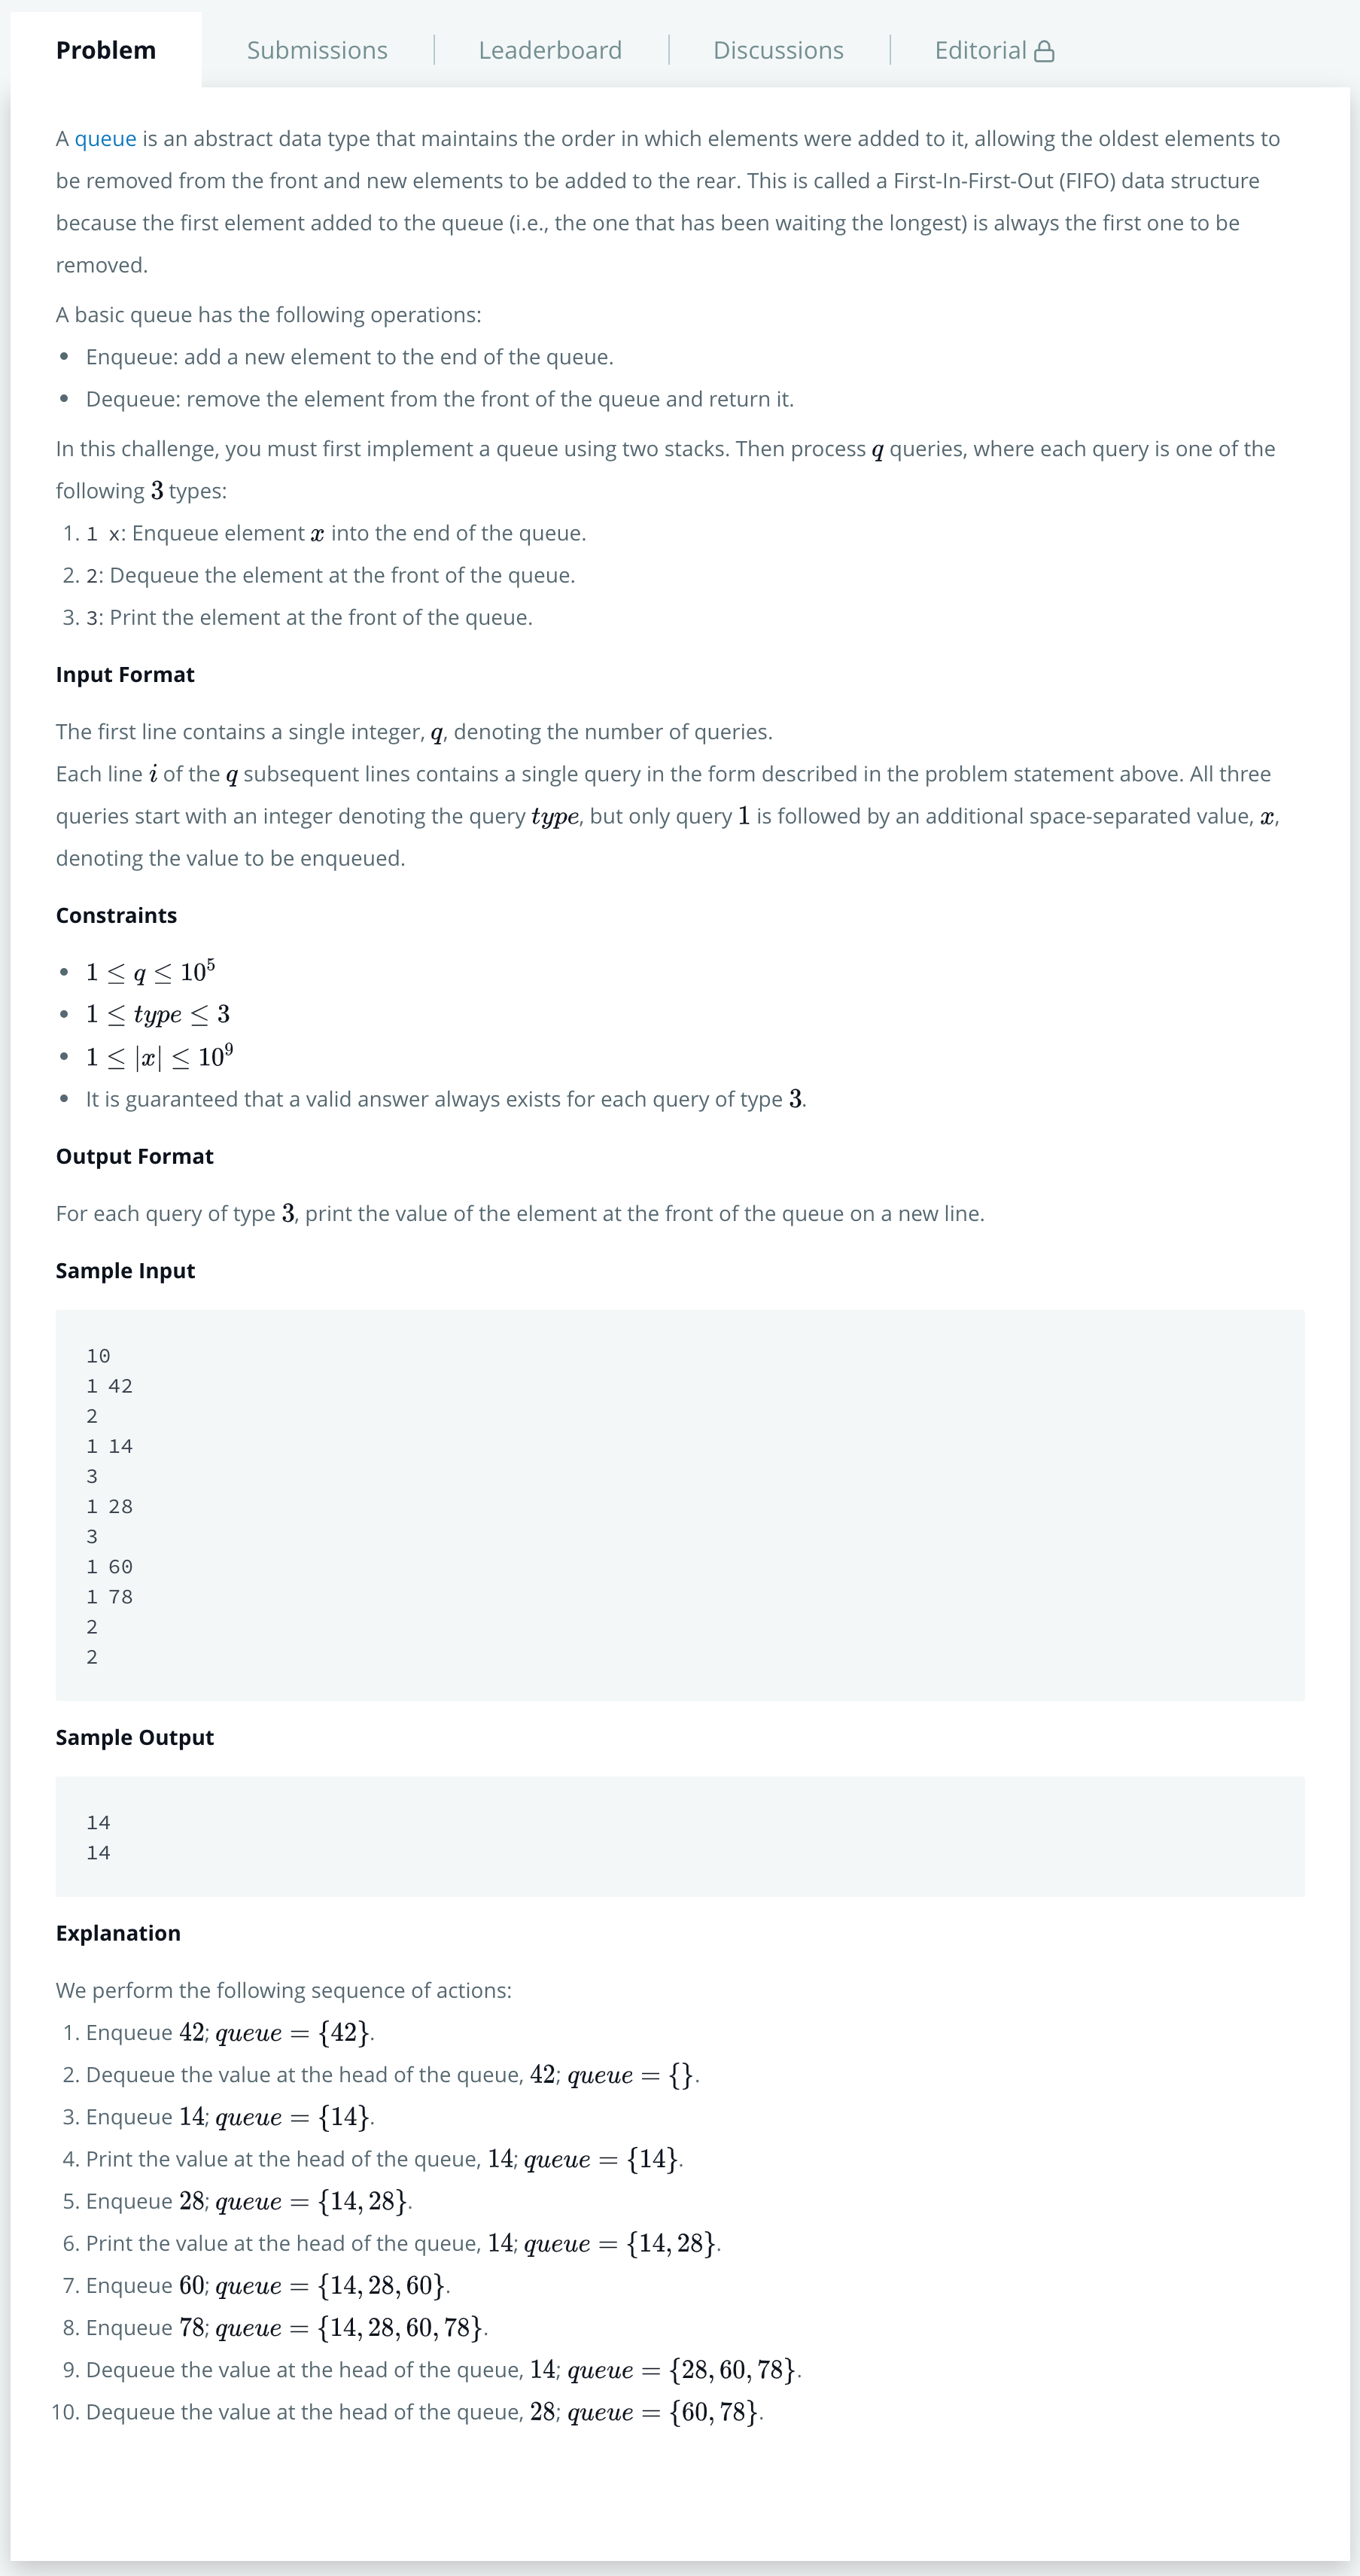 Problem
Submissions
Leaderboard
Discussions
Editorial
A queue is an abstract data type that maintains the order in which elements were added to it, allowing the oldest elements to
be removed from the front and new elements to be added to the rear. This is called a First-In-First-Out (FIFO) data structure
because the first element added to the queue (i.e., the one that has been waiting the longest) is always the first one to be
removed.
A basic queue has the following operations:
• Enqueue: add a new element to the end of the queue.
• Dequeue: remove the element from the front of the queue and return it.
In this challenge, you must first implement a queue using two stacks. Then process q queries, where each query is one of the
following 3 types:
1. 1 x: Enqueue element x into the end of the queue.
2. 2: Dequeue the element at the front of the queue.
3. 3: Print the element at the front of the queue.
Input Format
The first line contains a single integer, q, denoting the number of queries.
Each line i of the q subsequent lines contains a single query in the form described in the problem statement above. All three
queries start with an integer denoting the query type, but only query 1 is followed by an additional space-separated value, x,
denoting the value to be enqueued.
Constraints
• 1 ≤ q ≤ 10⁵
• 1 ≤ type ≤ 3
• 1 ≤ |x| ≤ 10⁹
• It is guaranteed that a valid answer always exists for each query of type 3.
Output Format
For each query of type 3, print the value of the element at the front of the queue on a new line.
Sample Input
10
1 42
2
1 14
3
1 28
3
1 60
1 78
2
2
Sample Output
14
14
Explanation
We perform the following sequence of actions:
1. Enqueue 42; queue = {42}.
2. Dequeue the value at the head of the queue, 42; queue = {}.
3. Enqueue 14; queue = {14}.
4. Print the value at the head of the queue, 14; queue = {14}.
5. Enqueue 28; queue = {14, 28}.
6. Print the value at the head of the queue, 14; queue = {14, 28}.
7. Enqueue 60; queue = {14, 28, 60}.
8. Enqueue 78; queue = {14, 28, 60, 78}.
9. Dequeue the value at the head of the queue, 14; queue = {28, 60, 78}.
10. Dequeue the value at the head of the queue, 28; queue = {60, 78}.